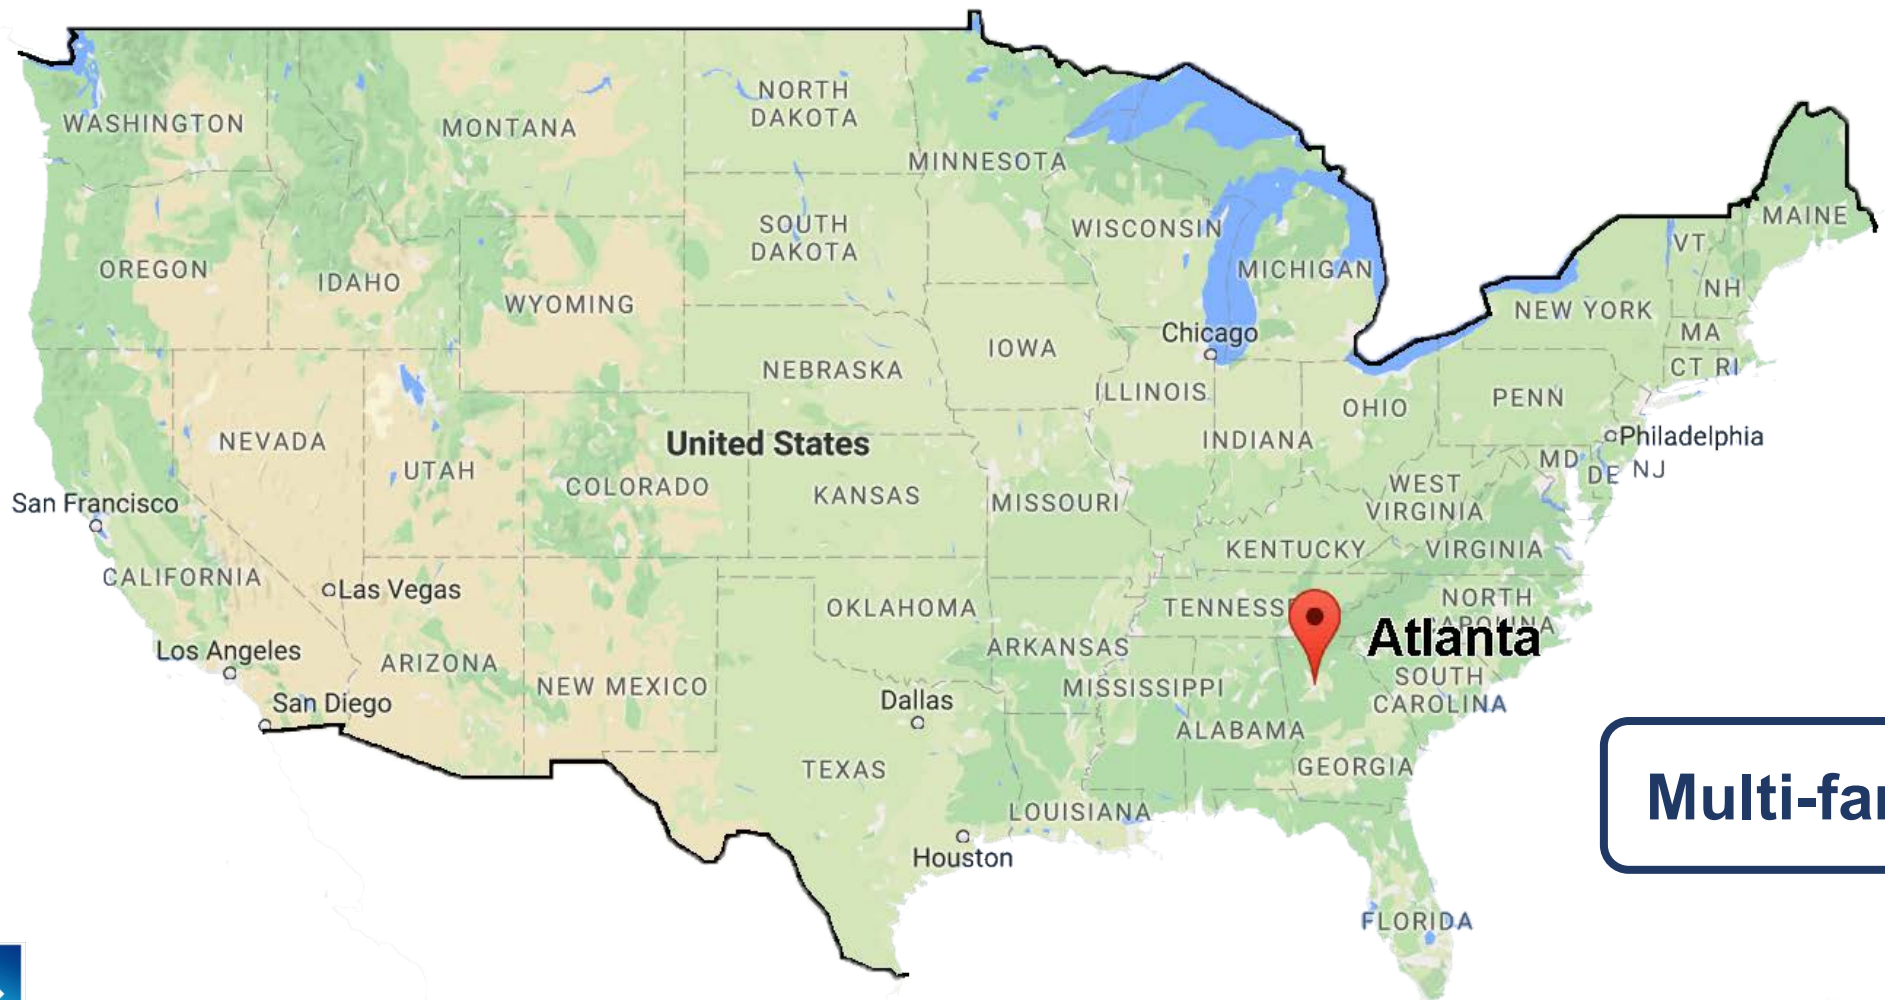 NORTH
DAKOTA
WASHINGTON
MONTANA
MINNESOTA
SOUTH
DAKOTA
WISCONSIN
MAINE
VT
OREGON
IDAHO
MICHIGAN
NH
WYOMING
NEW YORK
Chicago
MA
IOWA
NEBRASKA
CT RI
ILLINOIS
OHIO
PENN
NEVADA
United States
INDIANA
Philadelphia
UTAH
COLORADO
MD
DE
NJ
KANSAS
MISSOURI
WEST
VIRGINIA
San Francisco
KENTUCKY
VIRGINIA
CALIFORNIA
Las Vegas
OKLAHOMA
TENNESS
NORTH
Atlanta
ARKANSAS
Los Angeles
ARIZONA
NEW MEXICO
MISSISSIPPI
SOUTH
CAROLINA
San Diego
Dallas
ALABAMA
TEXAS
GEORGIA
LOUISIANA
Houston
Multi-fa
FLORIDA